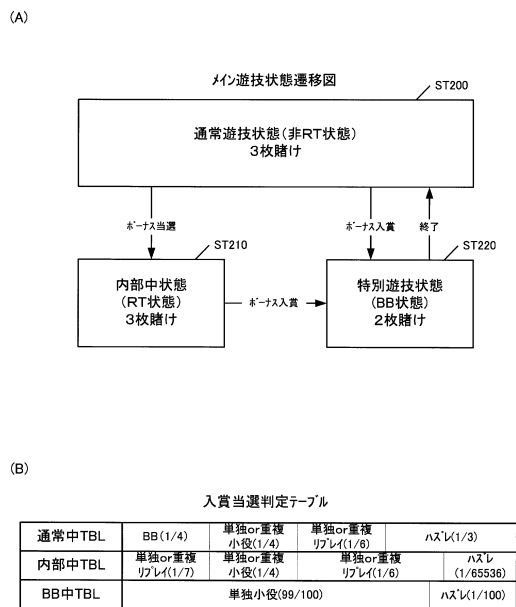 (A)
メイン遊技状態遷移図
ST200
通常遊技状態(非RT状態)
3枚賭け
ボーナス当選
ボーナス入賞
終了
ST210
ST220
内部中状態
(RT状態)
3枚賭け
ボーナス入賞
特別遊技状態
(BB状態)
2枚賭け
(B)
入賞当選判定テーブル
通常中TBL
BB(1/4)
単独or重複
小役(1/4)
単独or重複
リプレイ(1/6)
ハズレ(1/3)
内部中TBL
単独or重複
リプレイ(1/7)
単独or重複
小役(1/4)
単独or重複
リプレイ(1/6)
ハズレ
(1/65536)
BB中TBL
単独小役(99/100)
ハズレ(1/100)